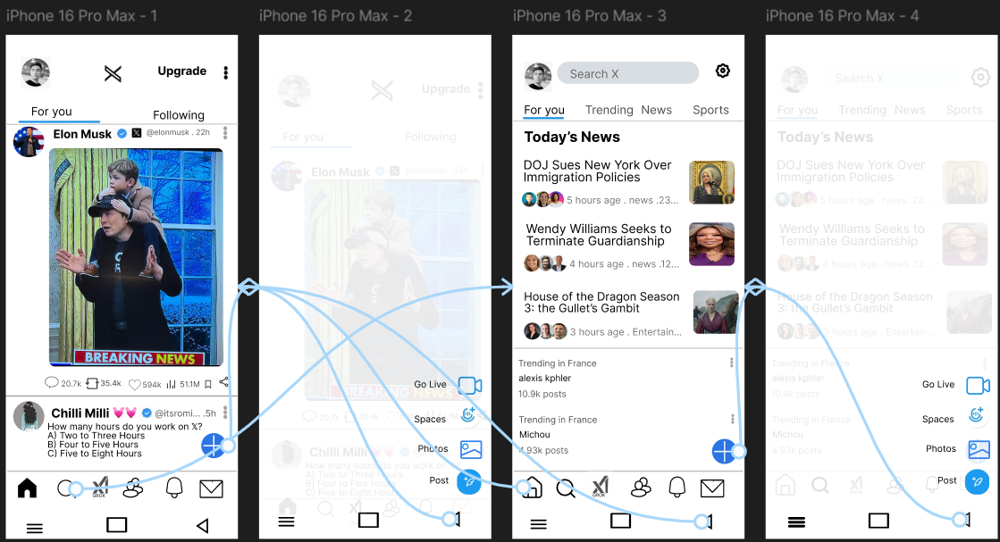 iPhone 16 Pro Max - 1
Upgrade
For you
Following
Elon Musk @elonmusk . 22h
BREAKING NEWS
20.7k 35.4k 594k 51.1M
Chilli Milli 💗💗 @itsromi... .5h
How many hours do you work on 𝕏?
A) Two to Three Hours
B) Four to Five Hours
C) Five to Eight Hours
GROK
iPhone 16 Pro Max - 2
Upgrade
For you
Following
Elon Musk @elonmusk . 22h
BREAKING NEWS
Go Live
Spaces
Photos
Post
20.7k 35.4k
Chilli Milli 💗💗 @itsromi... .5h
How many hours do you work on
A) Two to Three Hours
B) Four to Five Hours
C) Five to Eight Hours
iPhone 16 Pro Max - 3
Search X
For you Trending News Sports
Today's News
DOJ Sues New York Over
Immigration Policies
5 hours ago . news .23...
Wendy Williams Seeks to
Terminate Guardianship
4 hours ago . news .12...
House of the Dragon Season
3: the Gullet's Gambit
3 hours ago . Entertain...
Trending in France
alexis kphler
10.9k posts
Trending in France
Michou
4.93k posts
GROK
iPhone 16 Pro Max - 4
Search X
For you Trending News Sports
Today's News
DOJ Sues New York Over
Immigration Policies
5 hours ago . news .23...
Wendy Williams Seeks to
Terminate Guardianship
4 hours ago . news .12...
House of the Dragon Season
3: the Gullet's Gambit
3 hours ago . Entertain...
Trending in France
alexis kphler
10.9k posts
Trending in France
Michou
4.93k posts
Go Live
Spaces
Photos
Post